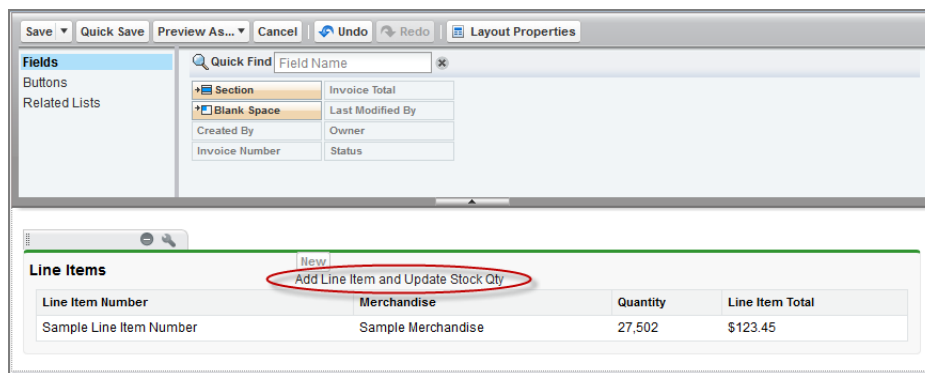 Save Quick Save Preview As... Cancel Undo Redo Layout Properties
Fields
Buttons
Related Lists
Quick Find Field Name
Section Invoice Total
Blank Space Last Modified By
Created By Owner
Invoice Number Status
Line Items
New
Add Line Item and Update Stock Qty
Line Item Number Merchandise Quantity Line Item Total
Sample Line Item Number Sample Merchandise 27,502 $123.45